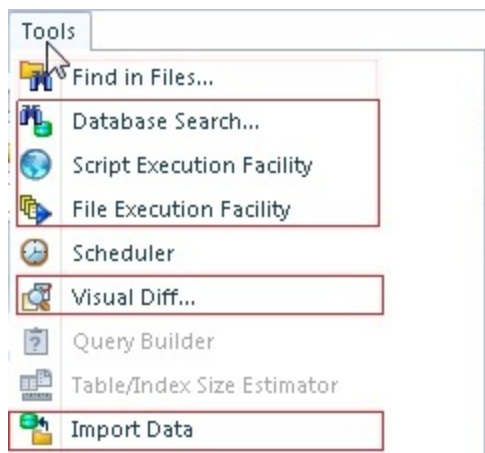 Tools
Find in Files...
Database Search...
Script Execution Facility
File Execution Facility
Scheduler
Visual Diff...
Query Builder
Table/Index Size Estimator
Import Data